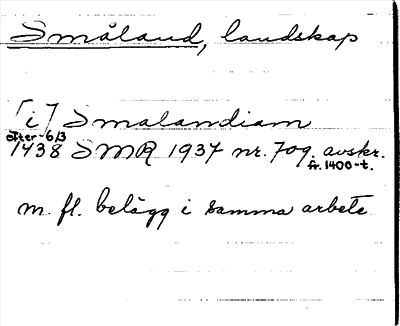 Småland, landskap
[i] Smalandiam
efter 6/3
1438 SMR 1937 nr. 709. avskr.
fr. 1400-t.
m. fl. belägg i samma arbete